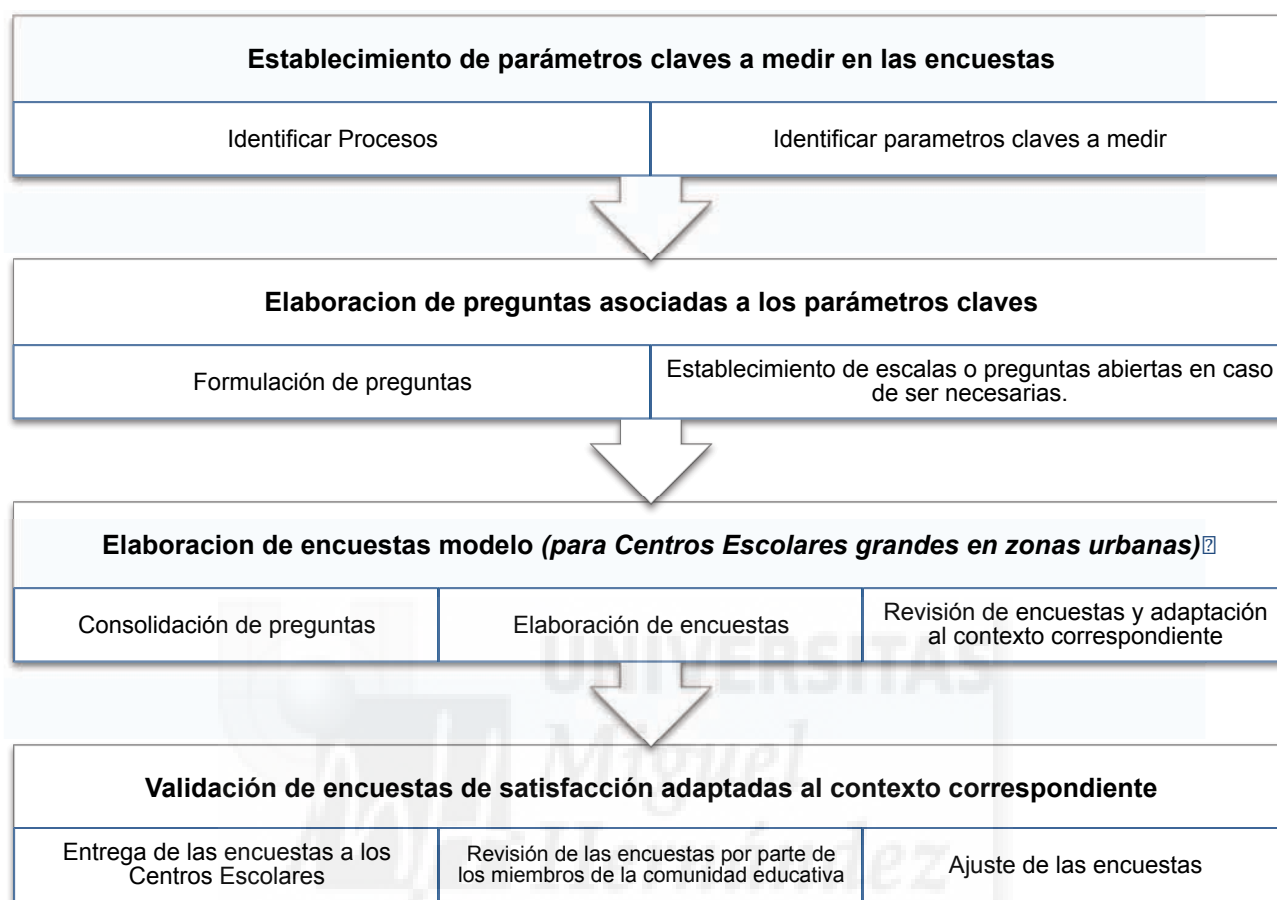 Establecimiento de parámetros claves a medir en las encuestas
Identificar Procesos
Identificar parametros claves a medir
Elaboracion de preguntas asociadas a los parámetros claves
Formulación de preguntas
Establecimiento de escalas o preguntas abiertas en caso
de ser necesarias.
Elaboracion de encuestas modelo (para Centros Escolares grandes en zonas urbanas)
Consolidación de preguntas
Elaboración de encuestas
Revisión de encuestas y adaptación
al contexto correspondiente
UNIVERSITAS
Miguel
Hernández
Validación de encuestas de satisfacción adaptadas al contexto correspondiente
Entrega de las encuestas a los
Centros Escolares
Revisión de las encuestas por parte de
los miembros de la comunidad educativa
Ajuste de las encuestas